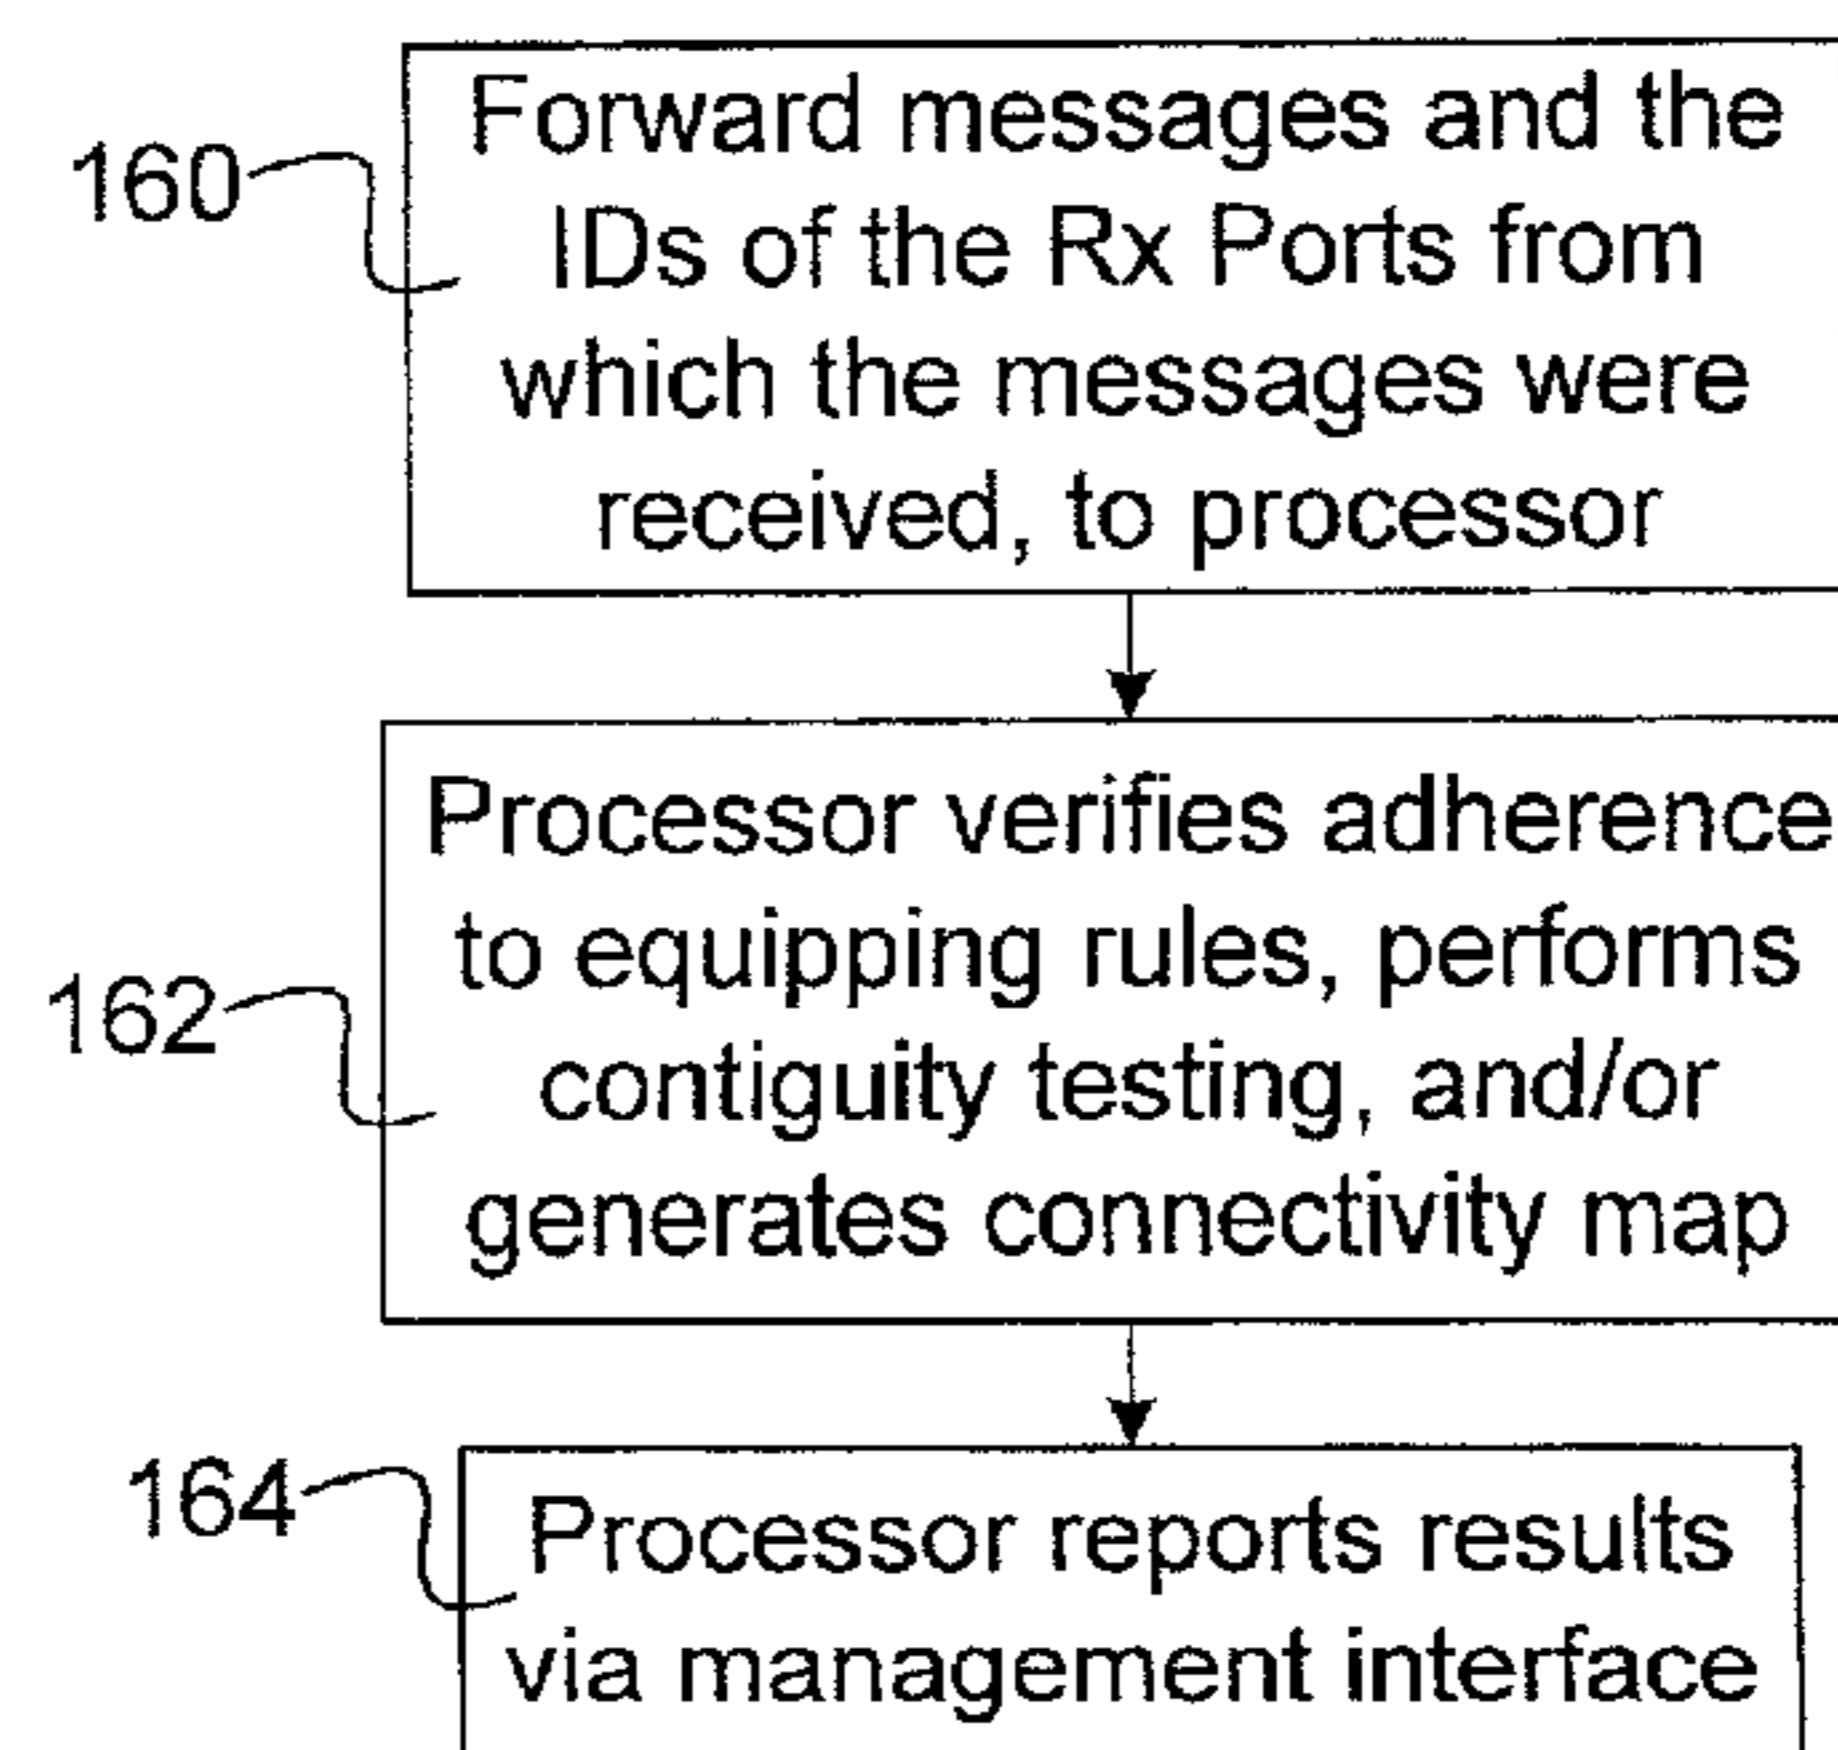 160
Forward messages and the
IDs of the Rx Ports from
which the messages were
received, to processor
162
Processor verifies adherence
to equipping rules, performs
contiguity testing, and/or
generates connectivity map
164
Processor reports results
via management interface